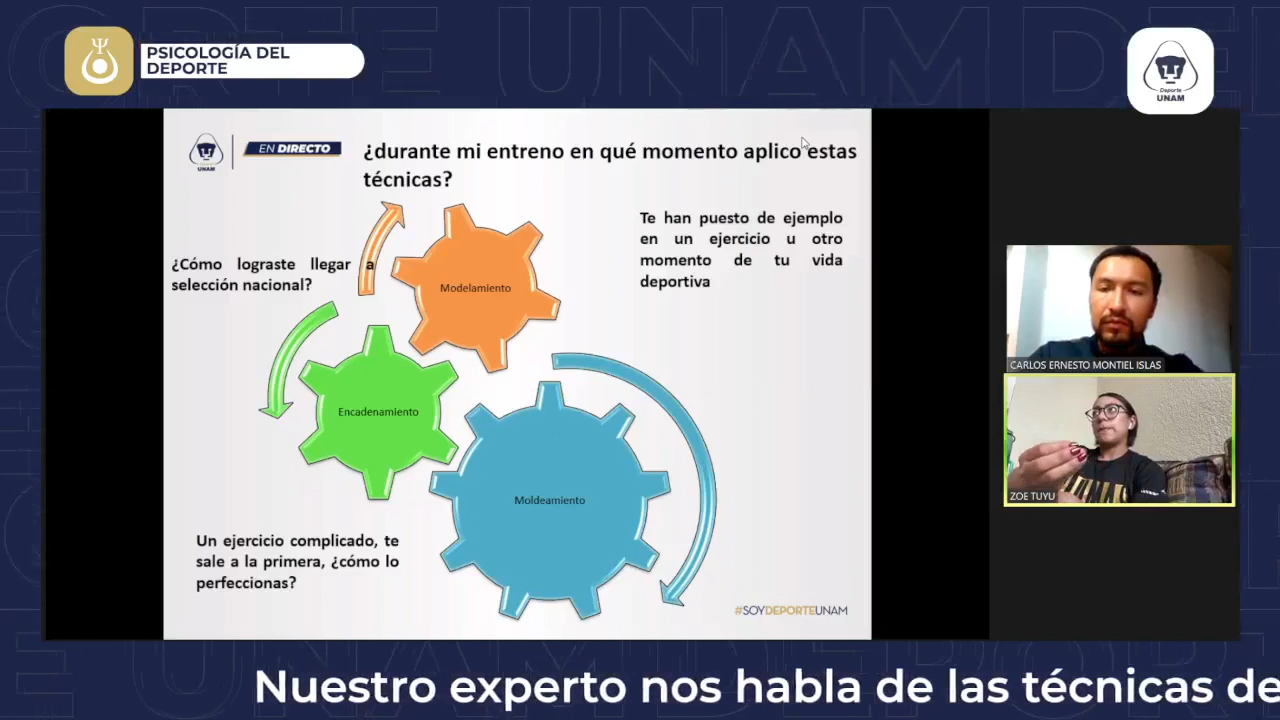 PSICOLOGÍA DEL
DEPORTE
Deporte
UNAM
UNAM
EN DIRECTO
¿durante mi entreno en qué momento aplico estas
técnicas?
Te han puesto de ejemplo
en un ejercicio u otro
momento de tu vida
deportiva
¿Cómo lograste llegar a
selección nacional?
Modelamiento
Encadenamiento
Moldeamiento
Un ejercicio complicado, te
sale a la primera, ¿cómo lo
perfeccionas?
#SOYDEPORTEUNAM
CARLOS ERNESTO MONTIEL ISLAS
ZOE TUYU
Nuestro experto nos habla de las técnicas de